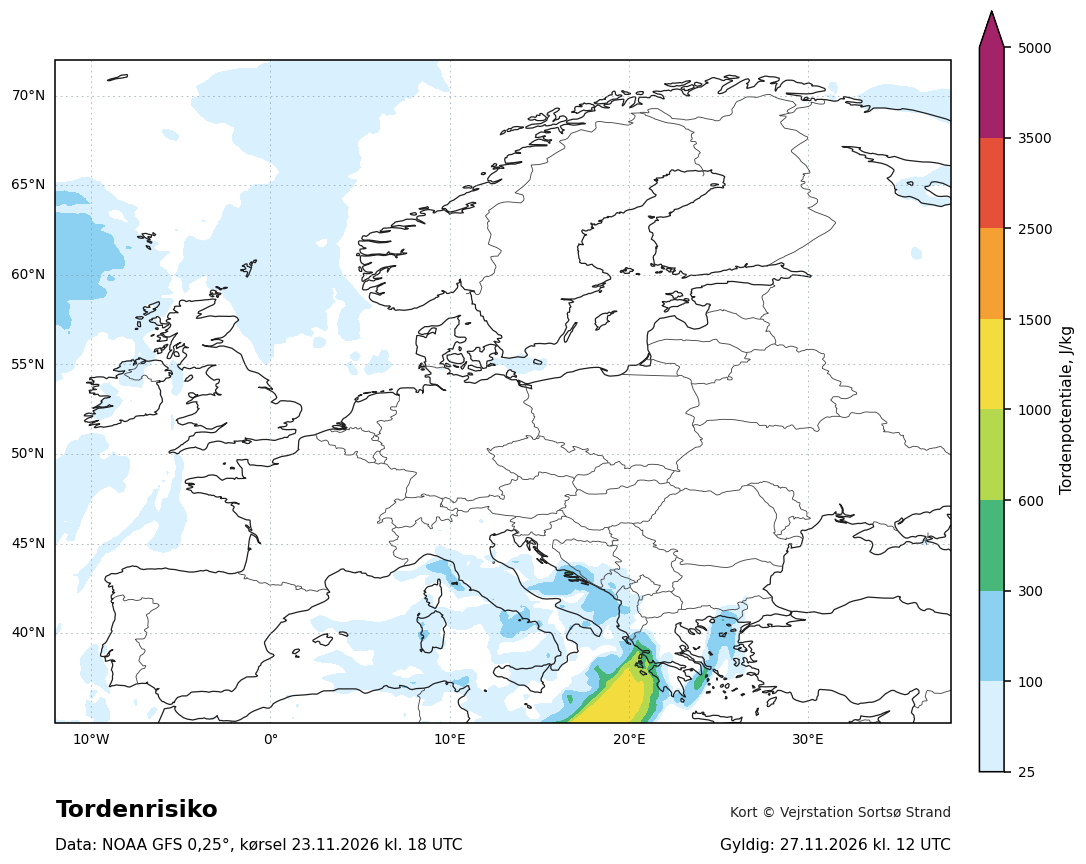 5000
3500
2500
1500
1000
600
300
100
25
Tordenpotentiale, J/kg
70°N
65°N
60°N
55°N
50°N
45°N
40°N
10°W
0°
10°E
20°E
30°E
Tordenrisiko
Kort © Vejrstation Sortsø Strand
Data: NOAA GFS 0,25°, kørsel 23.11.2026 kl. 18 UTC
Gyldig: 27.11.2026 kl. 12 UTC